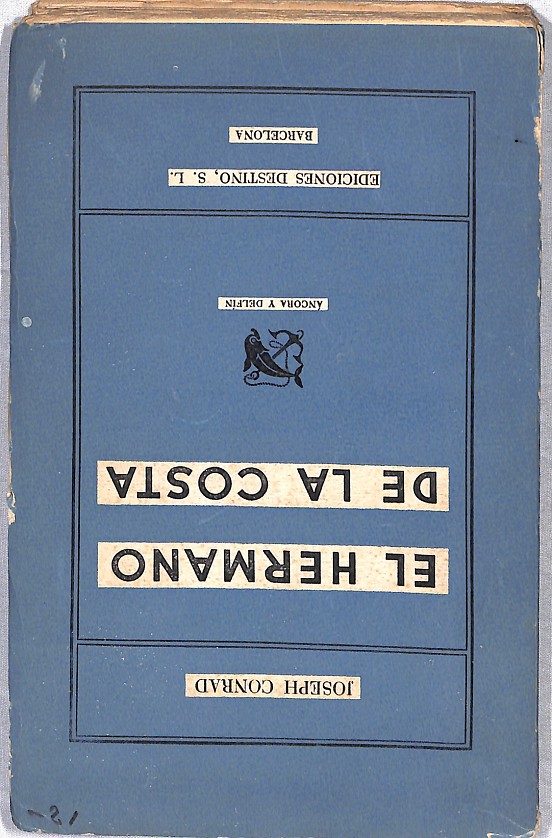 JOSEPH CONRAD
EL HERMANO
DE LA COSTA
ÁNCORA Y DELFÍN
EDICIONES DESTINO, S. L.
BARCELONA